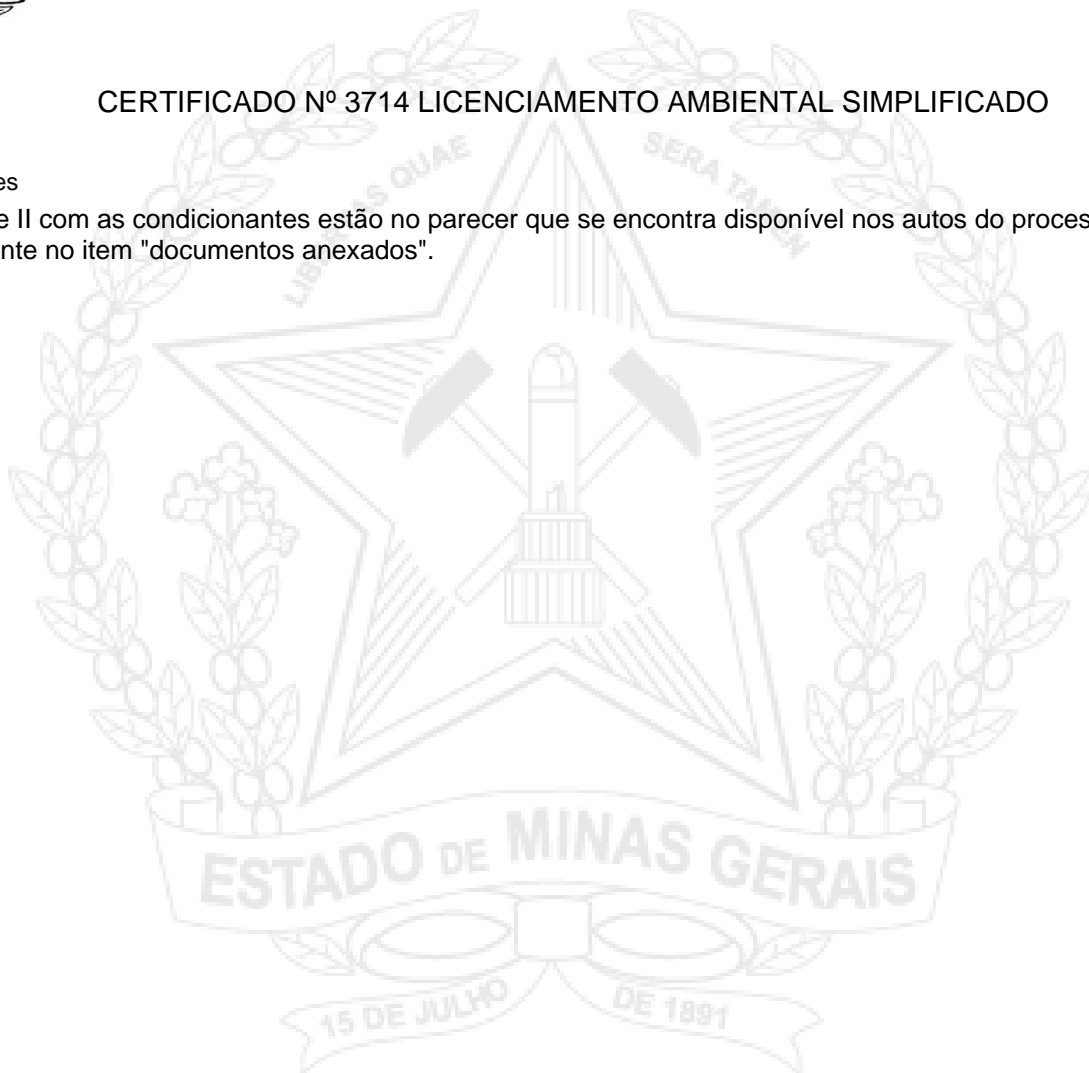 CERTIFICADO Nº 3714 LICENCIAMENTO AMBIENTAL SIMPLIFICADO
es
e II com as condicionantes estão no parecer que se encontra disponível nos autos do proces
nte no item "documentos anexados".
LIBERTAS QUAE SERA TAMEN
ESTADO DE MINAS GERAIS
15 DE JULHO DE 1891